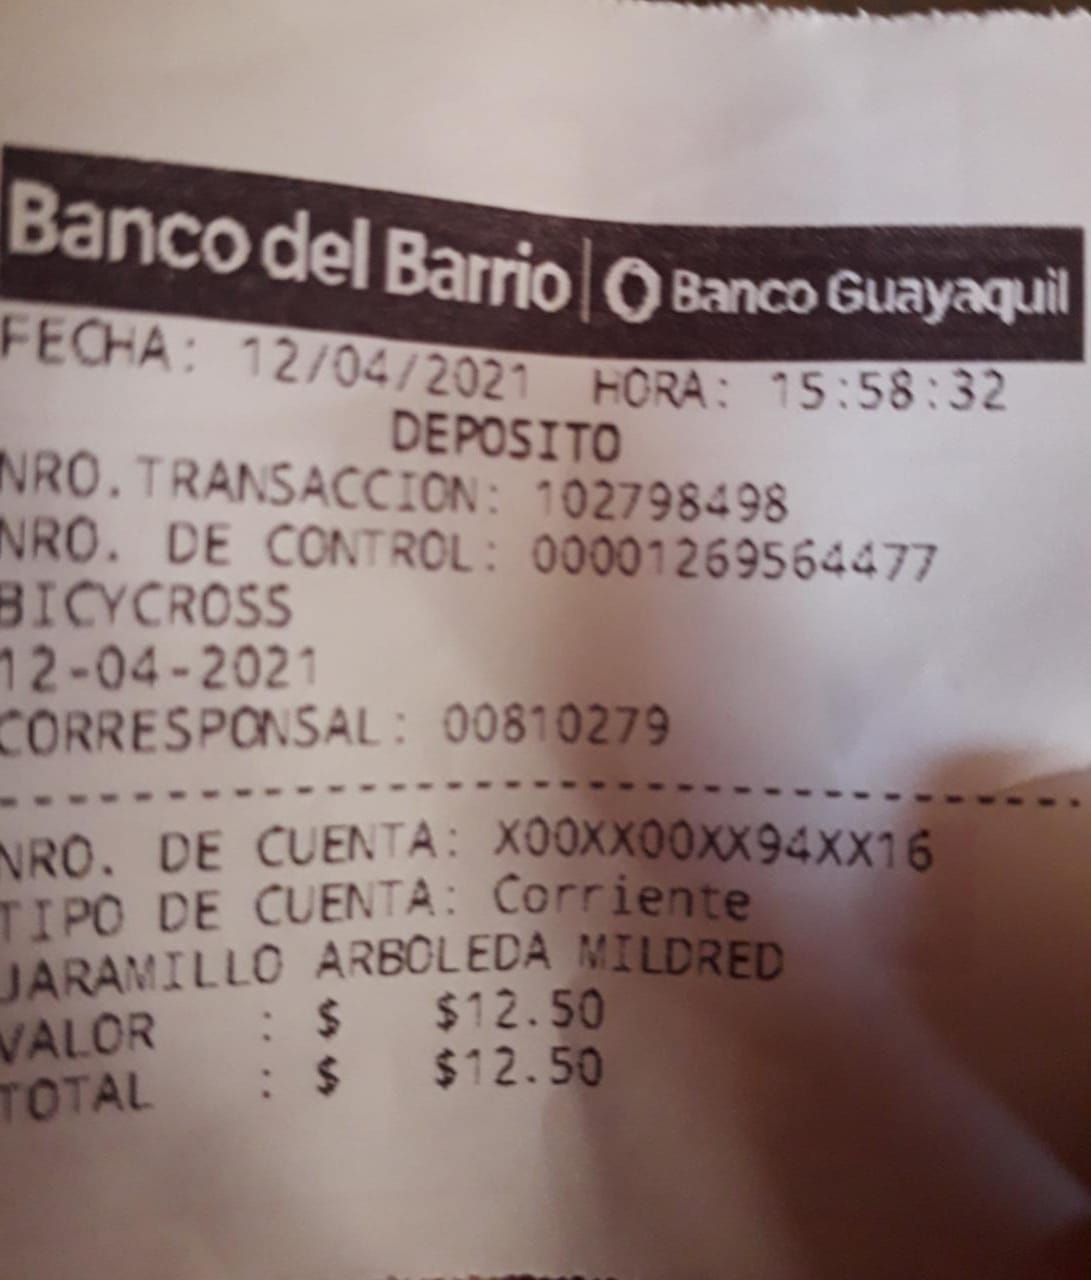 Banco del Barrio | Banco Guayaquil
FECHA: 12/04/2021 HORA: 15:58:32
DEPOSITO
NRO.TRANSACCION: 102798498
NRO. DE CONTROL: 000001269564477
BICYCROSS
12-04-2021
CORRESPONSAL: 00810279
NRO. DE CUENTA: X00XX00XX94XX16
TIPO DE CUENTA: Corriente
JARAMILLO ARBOLEDA MILDRED
VALOR : $ $12.50
TOTAL : $ $12.50